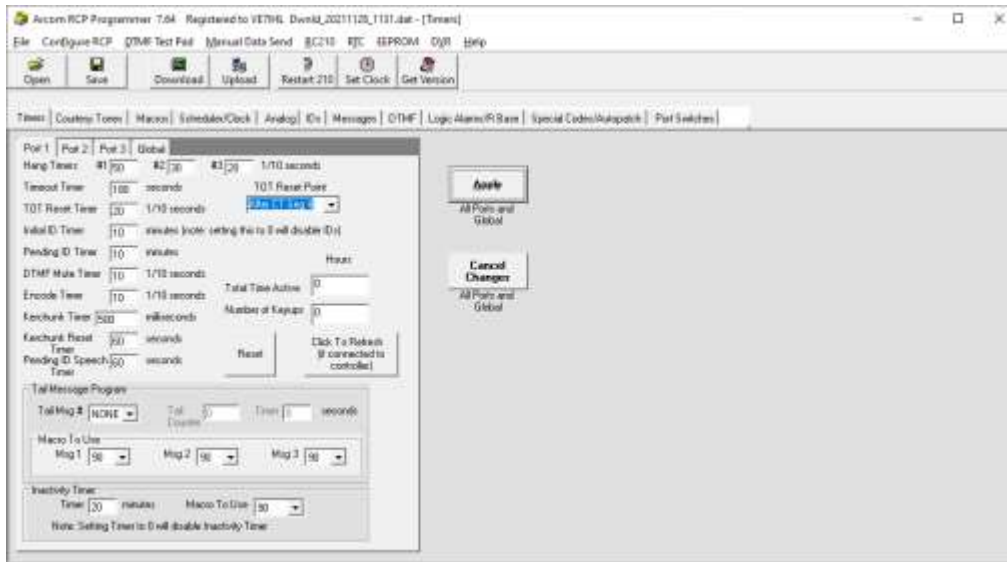 Arcom RCP Programmer 7.64 Registered to VE7IHL Dwnld_20211128_1131.dat - [Timers]
File Configure RCP DTMF Test Pad Manual Data Send RC210 RTC EEPROM DVR Help
Open Save Download Upload Restart 210 Set Clock Get Version
Timers Courtesy Tones Macros Scheduler/Clock Analog IDs Messages DTMF Logic Alarms/R Base Special Codes/Autopatch Port Switches
Port 1 Port 2 Port 3 Global
Hang Timers #1 50 #2 30 #3 20 1/10 seconds
Timeout Timer 180 seconds TOT Reset Point
TOT Reset Timer 20 1/10 seconds
Initial ID Timer 10 minutes (note: setting this to 0 will disable IDs)
Pending ID Timer 10 minutes
Hours
DTMF Mute Timer 10 1/10 seconds
Total Time Active 0
Encode Timer 10 1/10 seconds
Number of Keyups 0
Kerchunk Timer 500 milliseconds
Kerchunk Reset Timer 60 seconds
Pending ID Speech Timer 60 seconds
Reset
Click To Refresh (if connected to controller)
Tail Message Program
Tail Msg # NONE Tail Counter 0 Timer seconds
Macro To Use
Msg 1 90 Msg 2 90 Msg 3 90
Inactivity Timer
Timer 20 minutes Macro To Use 90
Note: Setting Timer to 0 will disable Inactivity Timer
Apply
All Ports and Global
Cancel Changes
All Ports and Global